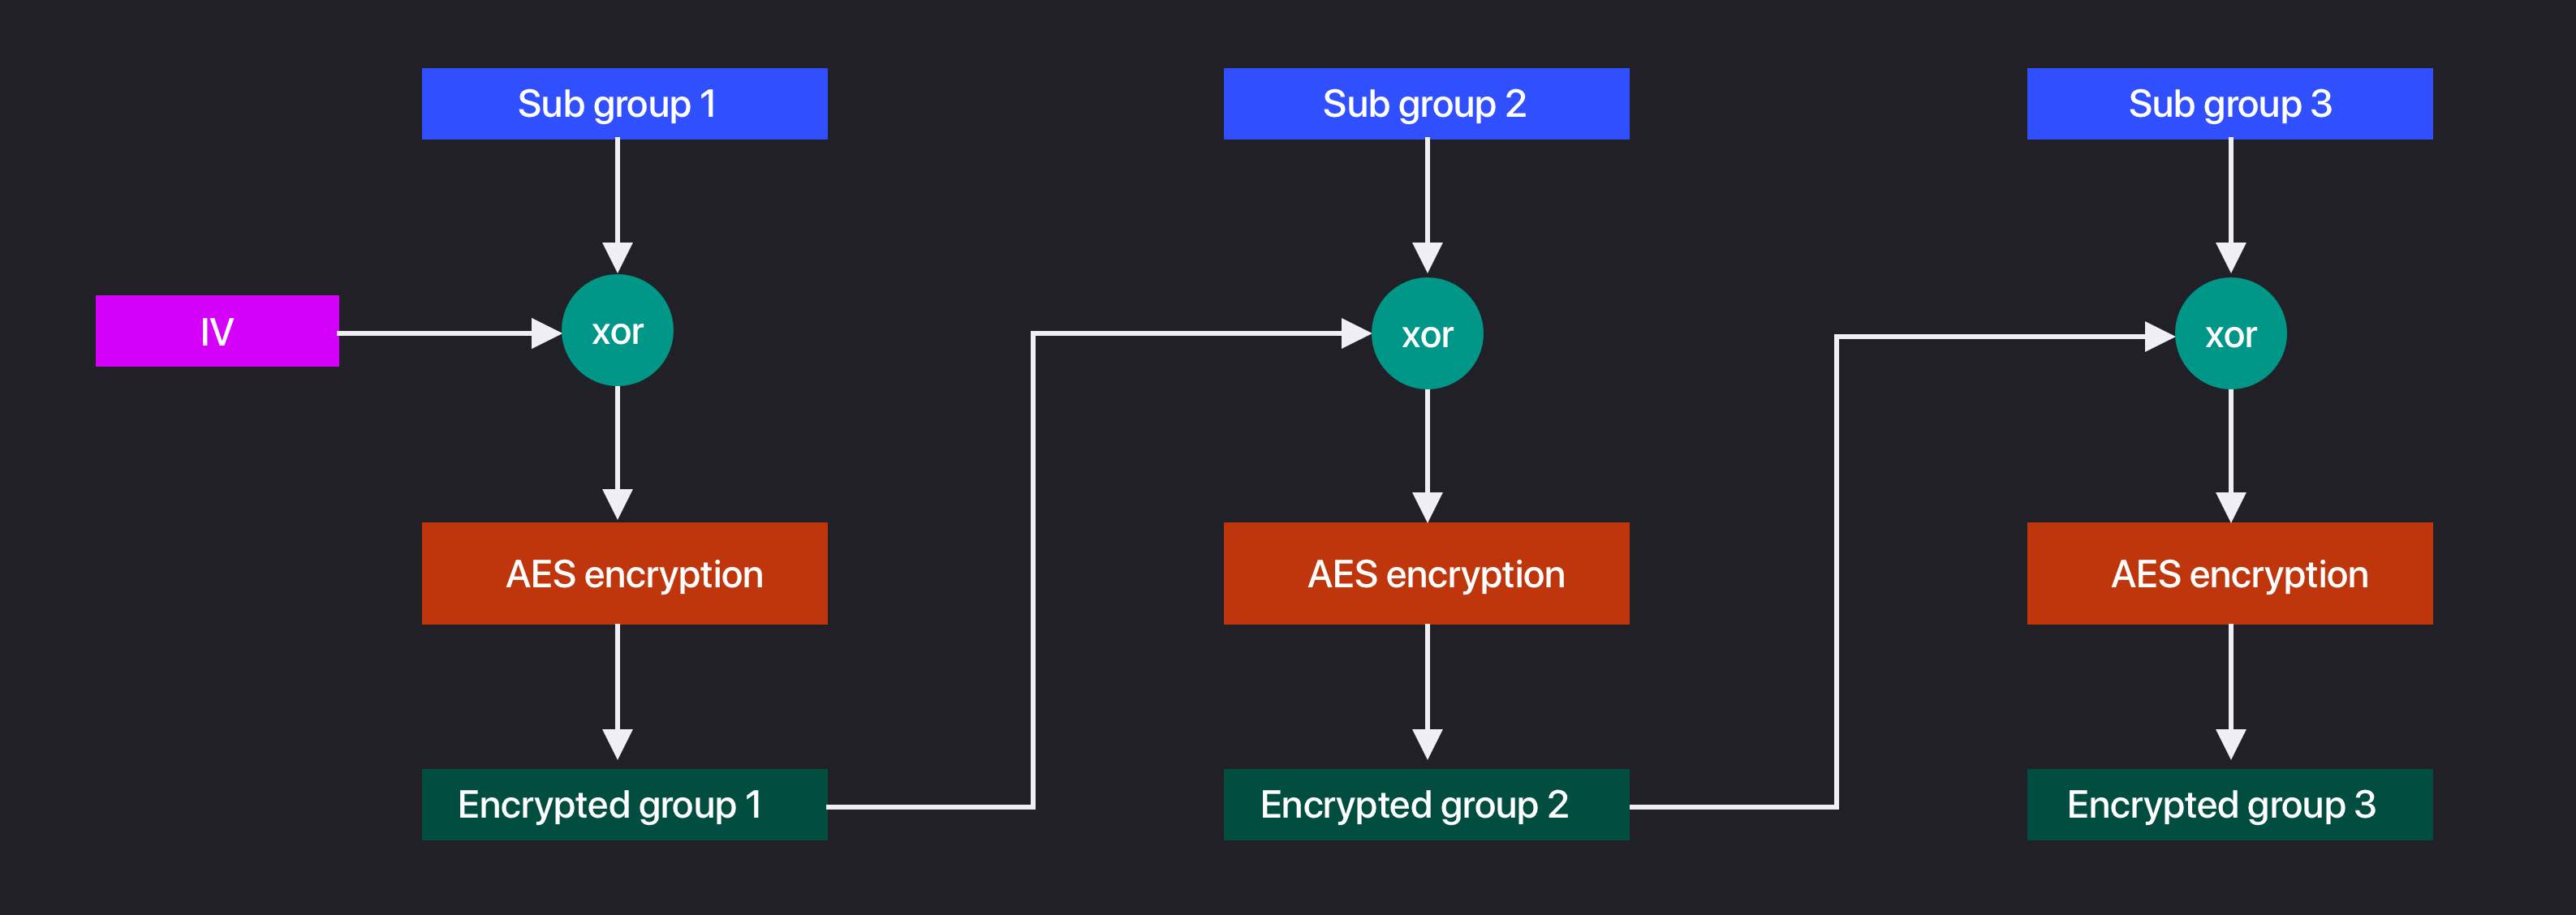 Sub group 1
Sub group 2
Sub group 3
IV
xor
xor
xor
AES encryption
AES encryption
AES encryption
Encrypted group 1
Encrypted group 2
Encrypted group 3